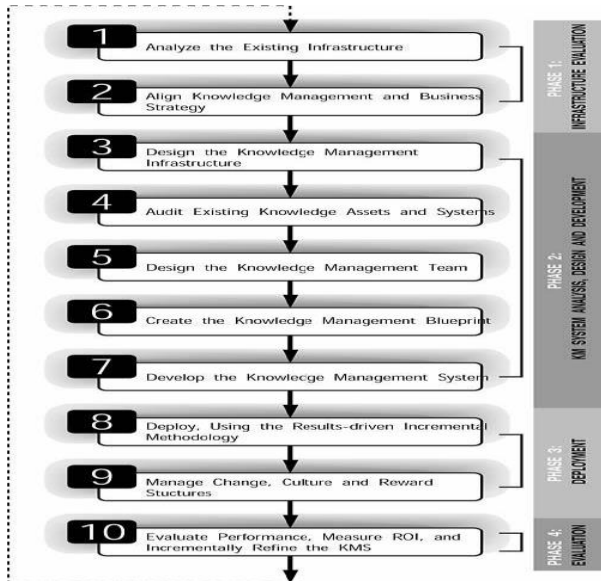 1
Analyze the Existing Infrastructure
2
Align Knowledge Management and Business
Strategy
3
Design the Knowledge Management
Infrastructure
4
Audit Existing Knowledge Assets and Systems
5
Design the Knowledge Management Team
6
Create the Knowledge Management Blueprint
7
Develop the Knowledge Management System
8
Deploy, Using the Results-driven Incremental
Methodology
9
Manage Change, Culture and Reward
Stuctures
10
Evaluate Performance, Measure ROI, and
Incrementally Refine the KMS
PHASE 1:
INFRASTRUCTURE EVALUATION
PHASE 2:
KM SYSTEM ANALYSIS, DESIGN AND DEVELOPMENT
PHASE 3:
DEPLOYMENT
PHASE 4:
EVALUATION